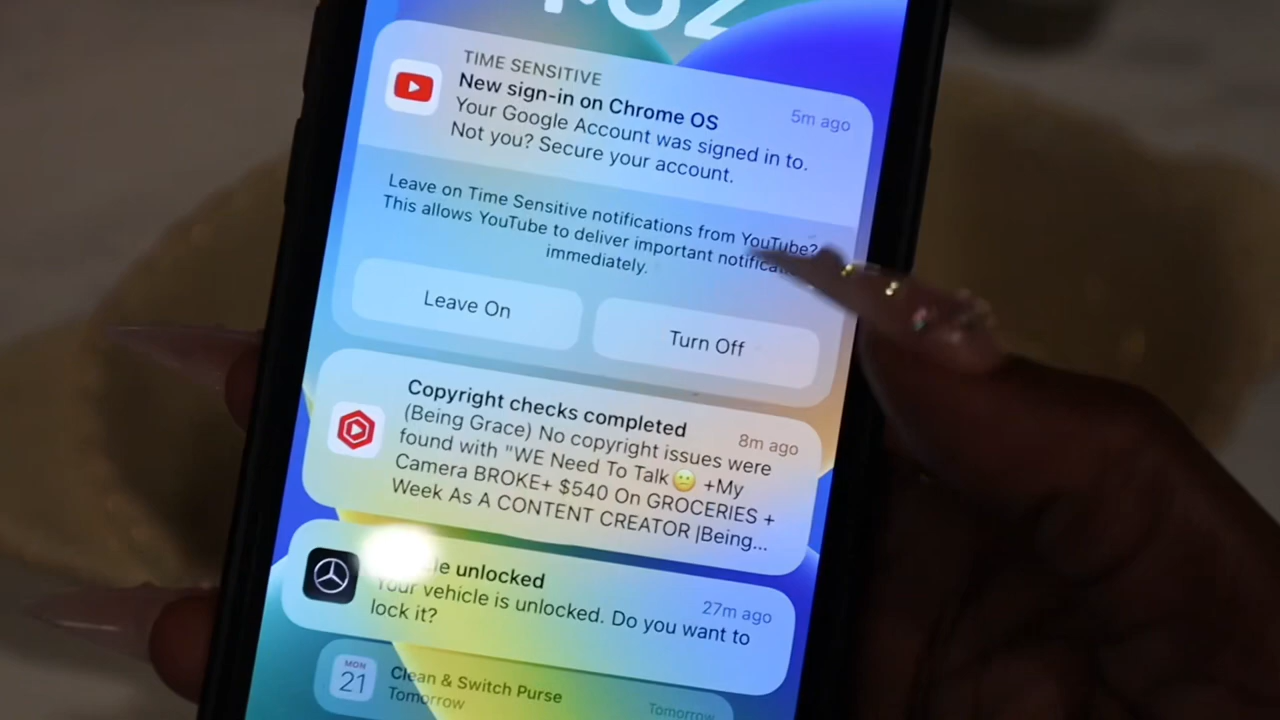 TIME SENSITIVE
New sign-in on Chrome OS
5m ago
Your Google Account was signed in to.
Not you? Secure your account.
Leave on Time Sensitive notifications from YouTube?
This allows YouTube to deliver important
immediately.
Leave On
Turn Off
Copyright checks completed
8m ago
(Being Grace) No copyright issues were
found with "WE Need To Talk😐 +My
Camera BROKE+ $540 On GROCERIES +
Week As A CONTENT CREATOR |Being...
unlocked
27m ago
Your vehicle is unlocked. Do you want to
lock it?
MON
21
Clean & Switch Purse
Tomorrow
Tomorrow